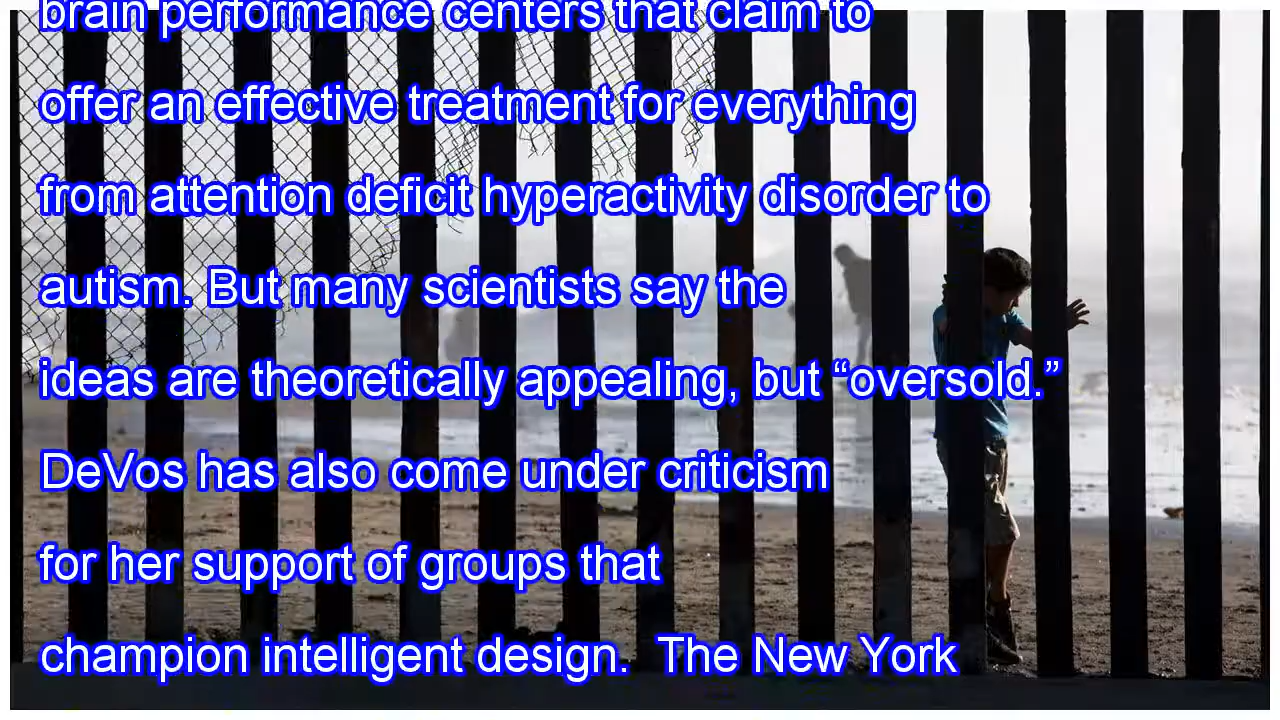 brain performance centers that claim to
offer an effective treatment for everything
from attention deficit hyperactivity disorder to
autism. But many scientists say the
ideas are theoretically appealing, but “oversold.”
DeVos has also come under criticism
for her support of groups that
champion intelligent design.  The New York